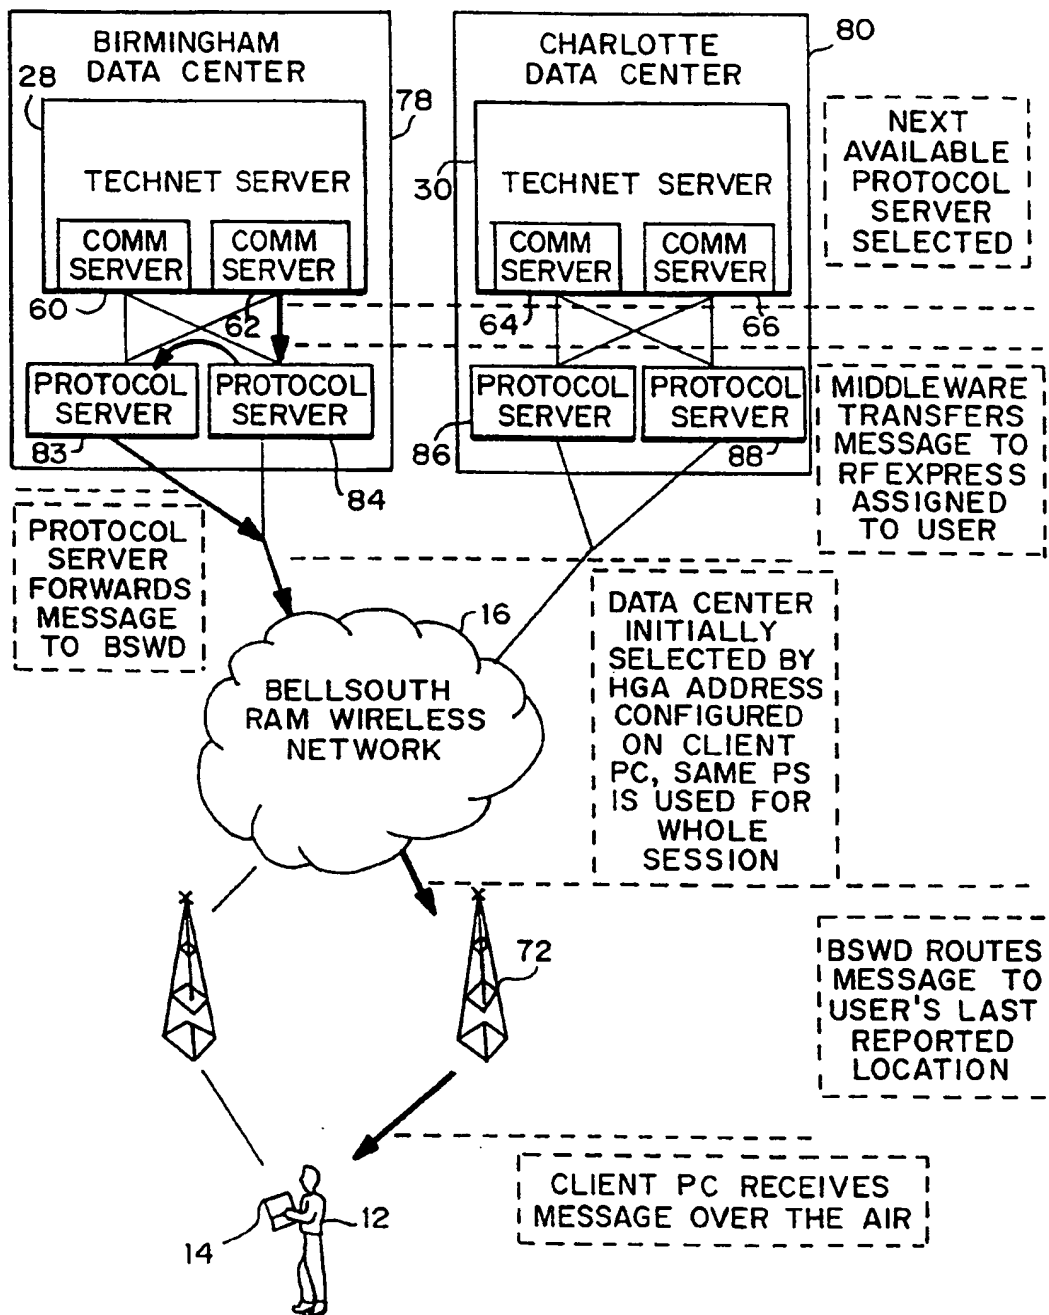 BIRMINGHAM
DATA CENTER
28
78
TECHNET SERVER
COMM
SERVER
COMM
SERVER
60
62
PROTOCOL
SERVER
PROTOCOL
SERVER
83
84
CHARLOTTE
DATA CENTER
80
30
TECHNET SERVER
COMM
SERVER
COMM
SERVER
64
66
PROTOCOL
SERVER
PROTOCOL
SERVER
86
88
NEXT
AVAILABLE
PROTOCOL
SERVER
SELECTED
MIDDLEWARE
TRANSFERS
MESSAGE TO
RF EXPRESS
ASSIGNED
TO USER
PROTOCOL
SERVER
FORWARDS
MESSAGE
TO BSWD
16
BELLSOUTH
RAM WIRELESS
NETWORK
DATA CENTER
INITIALLY
SELECTED BY
HGA ADDRESS
CONFIGURED
ON CLIENT
PC, SAME PS
IS USED FOR
WHOLE
SESSION
72
BSWD ROUTES
MESSAGE TO
USER'S LAST
REPORTED
LOCATION
CLIENT PC RECEIVES
MESSAGE OVER THE AIR
14
12